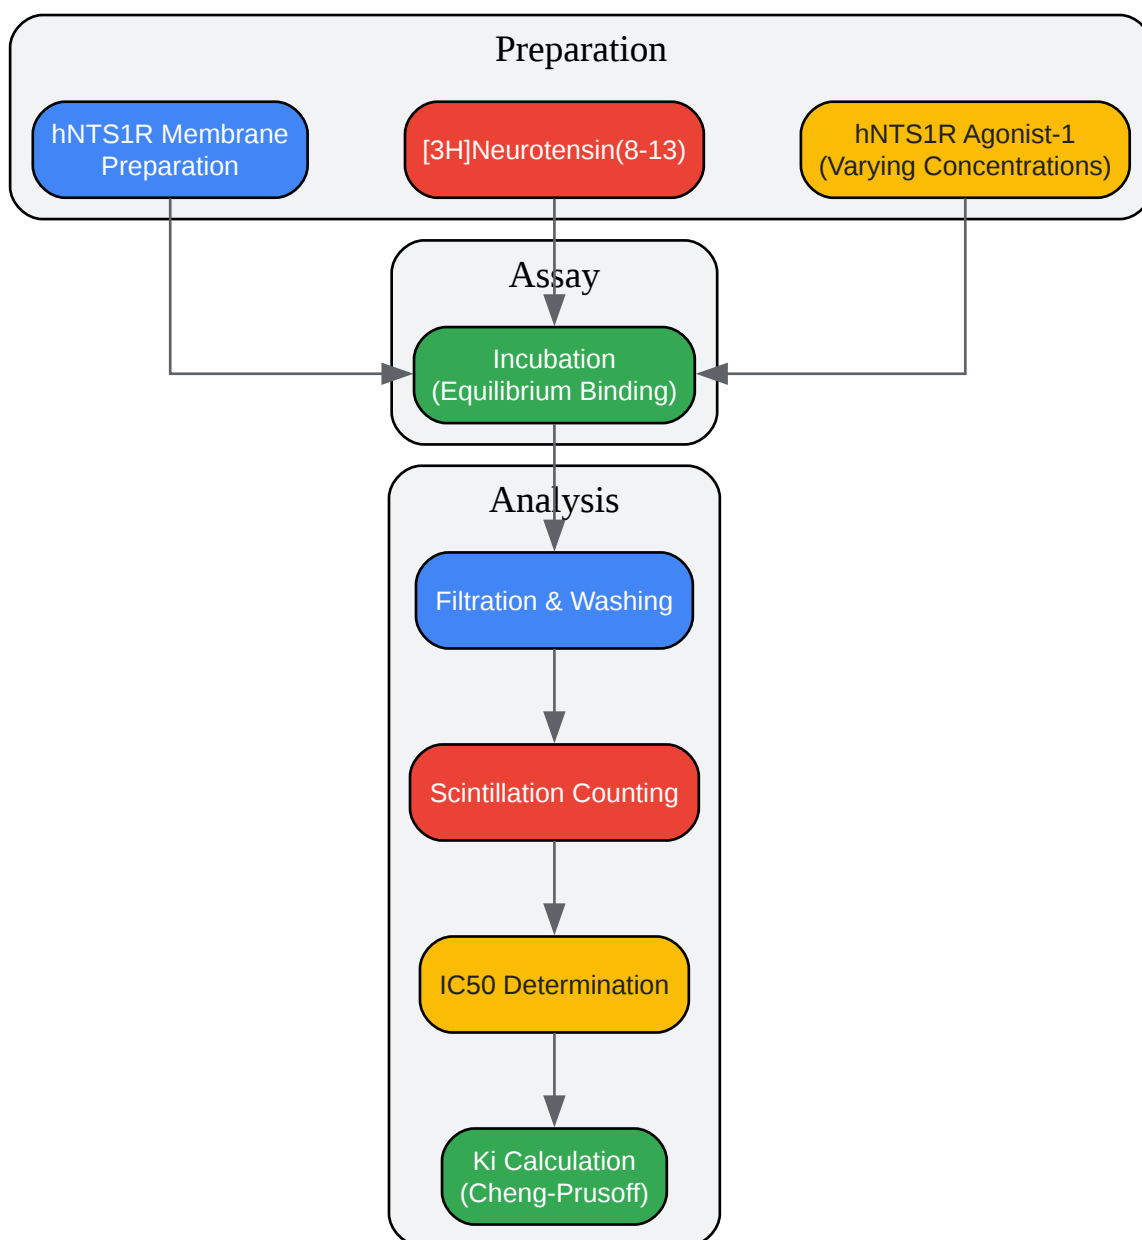 Preparation
hNTS1R Membrane
Preparation
[3H]Neurotensin(8-13)
hNTS1R Agonist-1
(Varying Concentrations)
Assay
Incubation
(Equilibrium Binding)
Analysis
Filtration & Washing
Scintillation Counting
IC50 Determination
Ki Calculation
(Cheng-Prusoff)